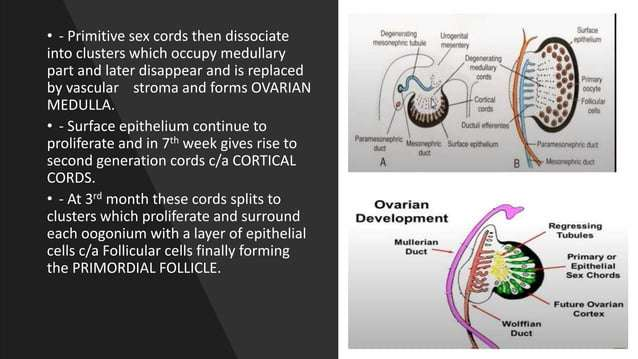 • - Primitive sex cords then dissociate
into clusters which occupy medullary
part and later disappear and is replaced
by vascular stroma and forms OVARIAN
MEDULLA.
• - Surface epithelium continue to
proliferate and in 7th week gives rise to
second generation cords c/a CORTICAL
CORDS.
• - At 3rd month these cords splits to
clusters which proliferate and surround
each oogonium with a layer of epithelial
cells c/a Follicular cells finally forming
the PRIMORDIAL FOLLICLE.
Degenerating
mesonephric tubule
Urogenital
mesentery
Surface
epithelium
Degenerating
medullary
cords
Primary
oocyte
Cortical
cords
Follicular
cells
Ductuli efferentes
Paramesonephric
duct
Mesonephric
duct
Surface epithelium
Paramesonephric duct
Mesonephric duct
A
B
Ovarian
Development
Mullerian
Duct
Regressing
Tubules
Primary or
Epithelial
Sex Chords
Future Ovarian
Cortex
Wolffian
Duct